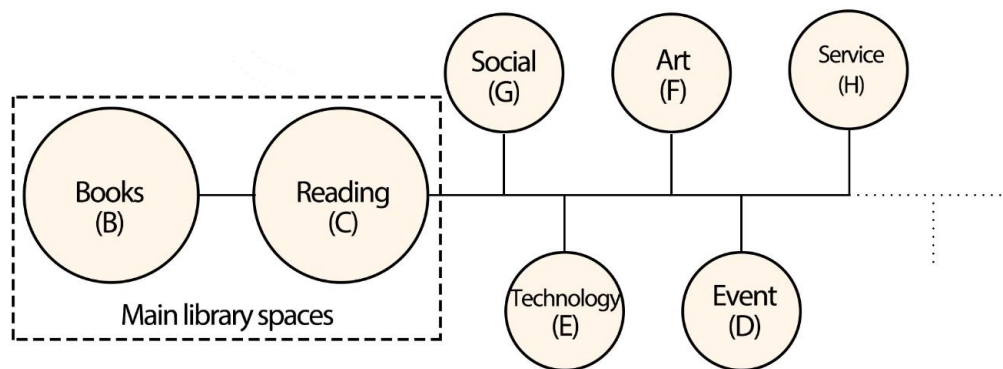 Social
(G)
Art
(F)
Service
(H)
Books
(B)
Reading
(C)
Main library spaces
Technology
(E)
Event
(D)